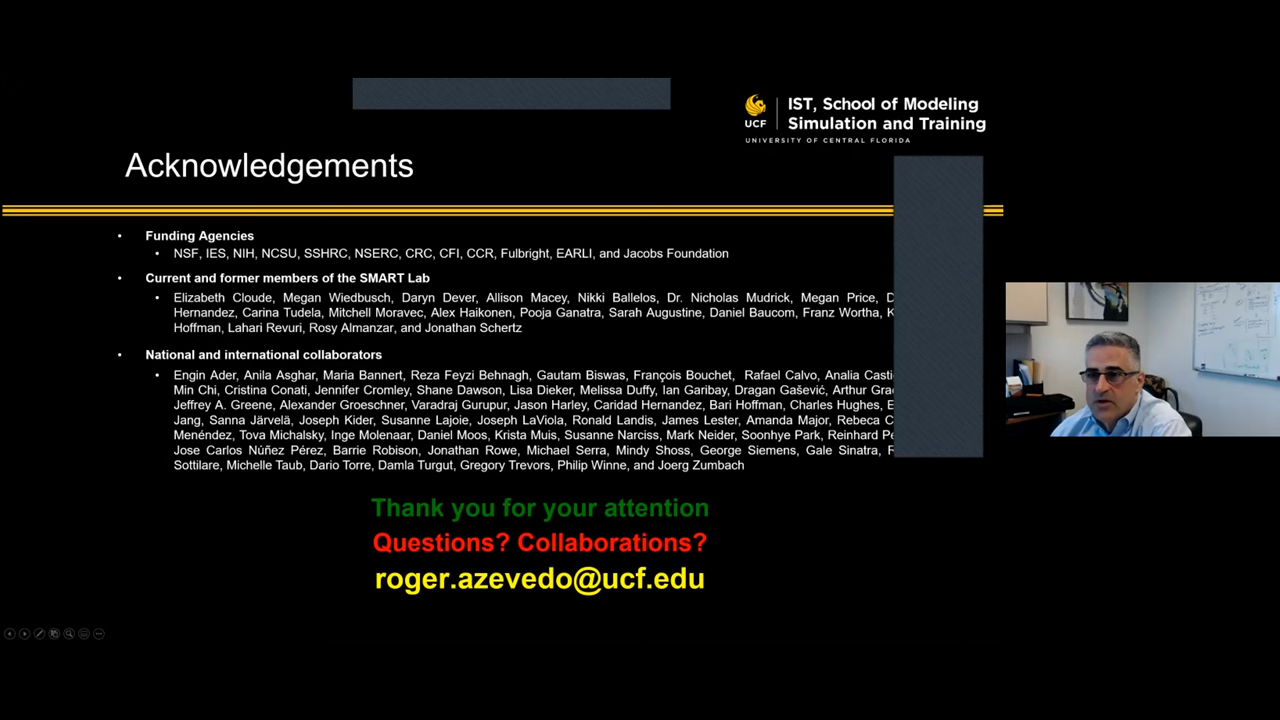 IST, School of Modeling
Simulation and Training
UCF
UNIVERSITY OF CENTRAL FLORIDA
Acknowledgements
• Funding Agencies
• NSF, IES, NIH, NCSU, SSHRC, NSERC, CRC, CFI, CCR, Fulbright, EARLI, and Jacobs Foundation
• Current and former members of the SMART Lab
• Elizabeth Cloude, Megan Wiedbusch, Daryn Dever, Allison Macey, Nikki Ballelos, Dr. Nicholas Mudrick, Megan Price,
Hernandez, Carina Tudela, Mitchell Moravec, Alex Haikonen, Pooja Ganatra, Sarah Augustine, Daniel Baucom, Franz Wortha,
Hoffman, Lahari Revuri, Rosy Almanzar, and Jonathan Schertz
• National and international collaborators
• Engin Ader, Anila Asghar, Maria Bannert, Reza Feyzi Behnagh, Gautam Biswas, François Bouchet, Rafael Calvo, Analia
Min Chi, Cristina Conati, Jennifer Cromley, Shane Dawson, Lisa Dieker, Melissa Duffy, Ian Garibay, Dragan Gašević, Arthur
Jeffrey A. Greene, Alexander Groeschner, Varadraj Gurupur, Jason Harley, Caridad Hernandez, Bari Hoffman, Charles Hughes,
Jang, Sanna Järvelä, Joseph Kider, Susanne Lajoie, Joseph LaViola, Ronald Landis, James Lester, Amanda Major, Rebeca
Menéndez, Tova Michalsky, Inge Molenaar, Daniel Moos, Krista Muis, Susanne Narciss, Mark Neider, Soonhye Park, Reinhard
Jose Carlos Núñez Pérez, Barrie Robison, Jonathan Rowe, Michael Serra, Mindy Shoss, George Siemens, Gale Sinatra,
Sottilare, Michelle Taub, Dario Torre, Damla Turgut, Gregory Trevors, Philip Winne, and Joerg Zumbach
Thank you for your attention
Questions? Collaborations?
roger.azevedo@ucf.edu